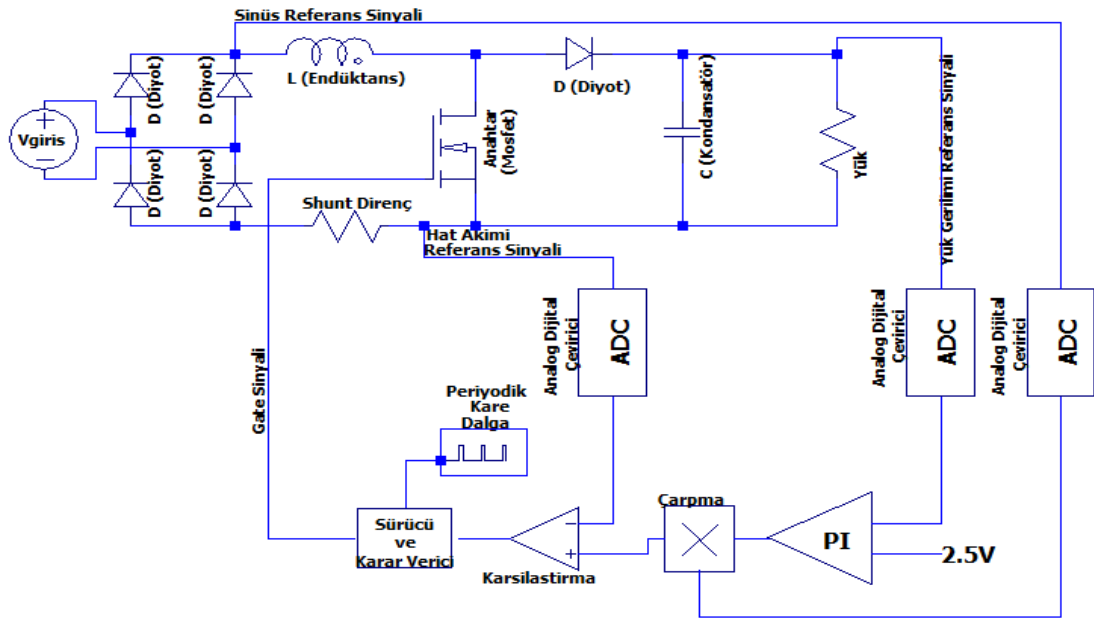 Sinüs Referans Sinyali
L (Endüktans)
D (Diyot)
D (Diyot)
D (Diyot)
Vgiris
D (Diyot)
D (Diyot)
Anahtar
(Mosfet)
C (Kondansatör)
Yük
Yük Gerilimi Referans Sinyali
Shunt Direnç
Hat Akimi
Referans Sinyali
Gate Sinyali
Analog Dijital
Çevirici
ADC
Analog Dijital
Çevirici
ADC
Analog Dijital
Çevirici
ADC
Periyodik
Kare
Dalga
Sürücü
ve
Karar Verici
Karsilastirma
Çarpma
PI
2.5V